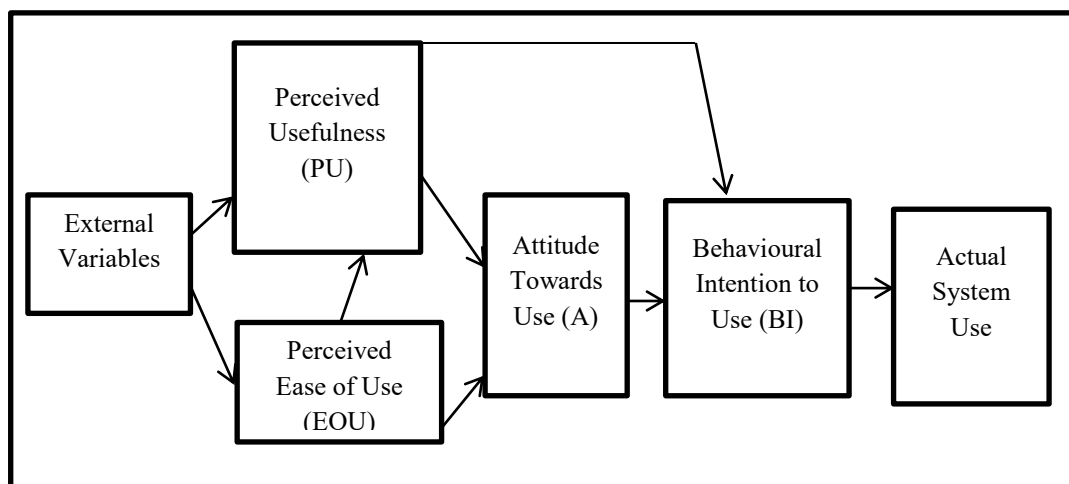 External
Variables
Perceived
Usefulness
(PU)
Perceived
Ease of Use
(EOU)
Attitude
Towards
Use (A)
Behavioural
Intention to
Use (BI)
Actual
System
Use